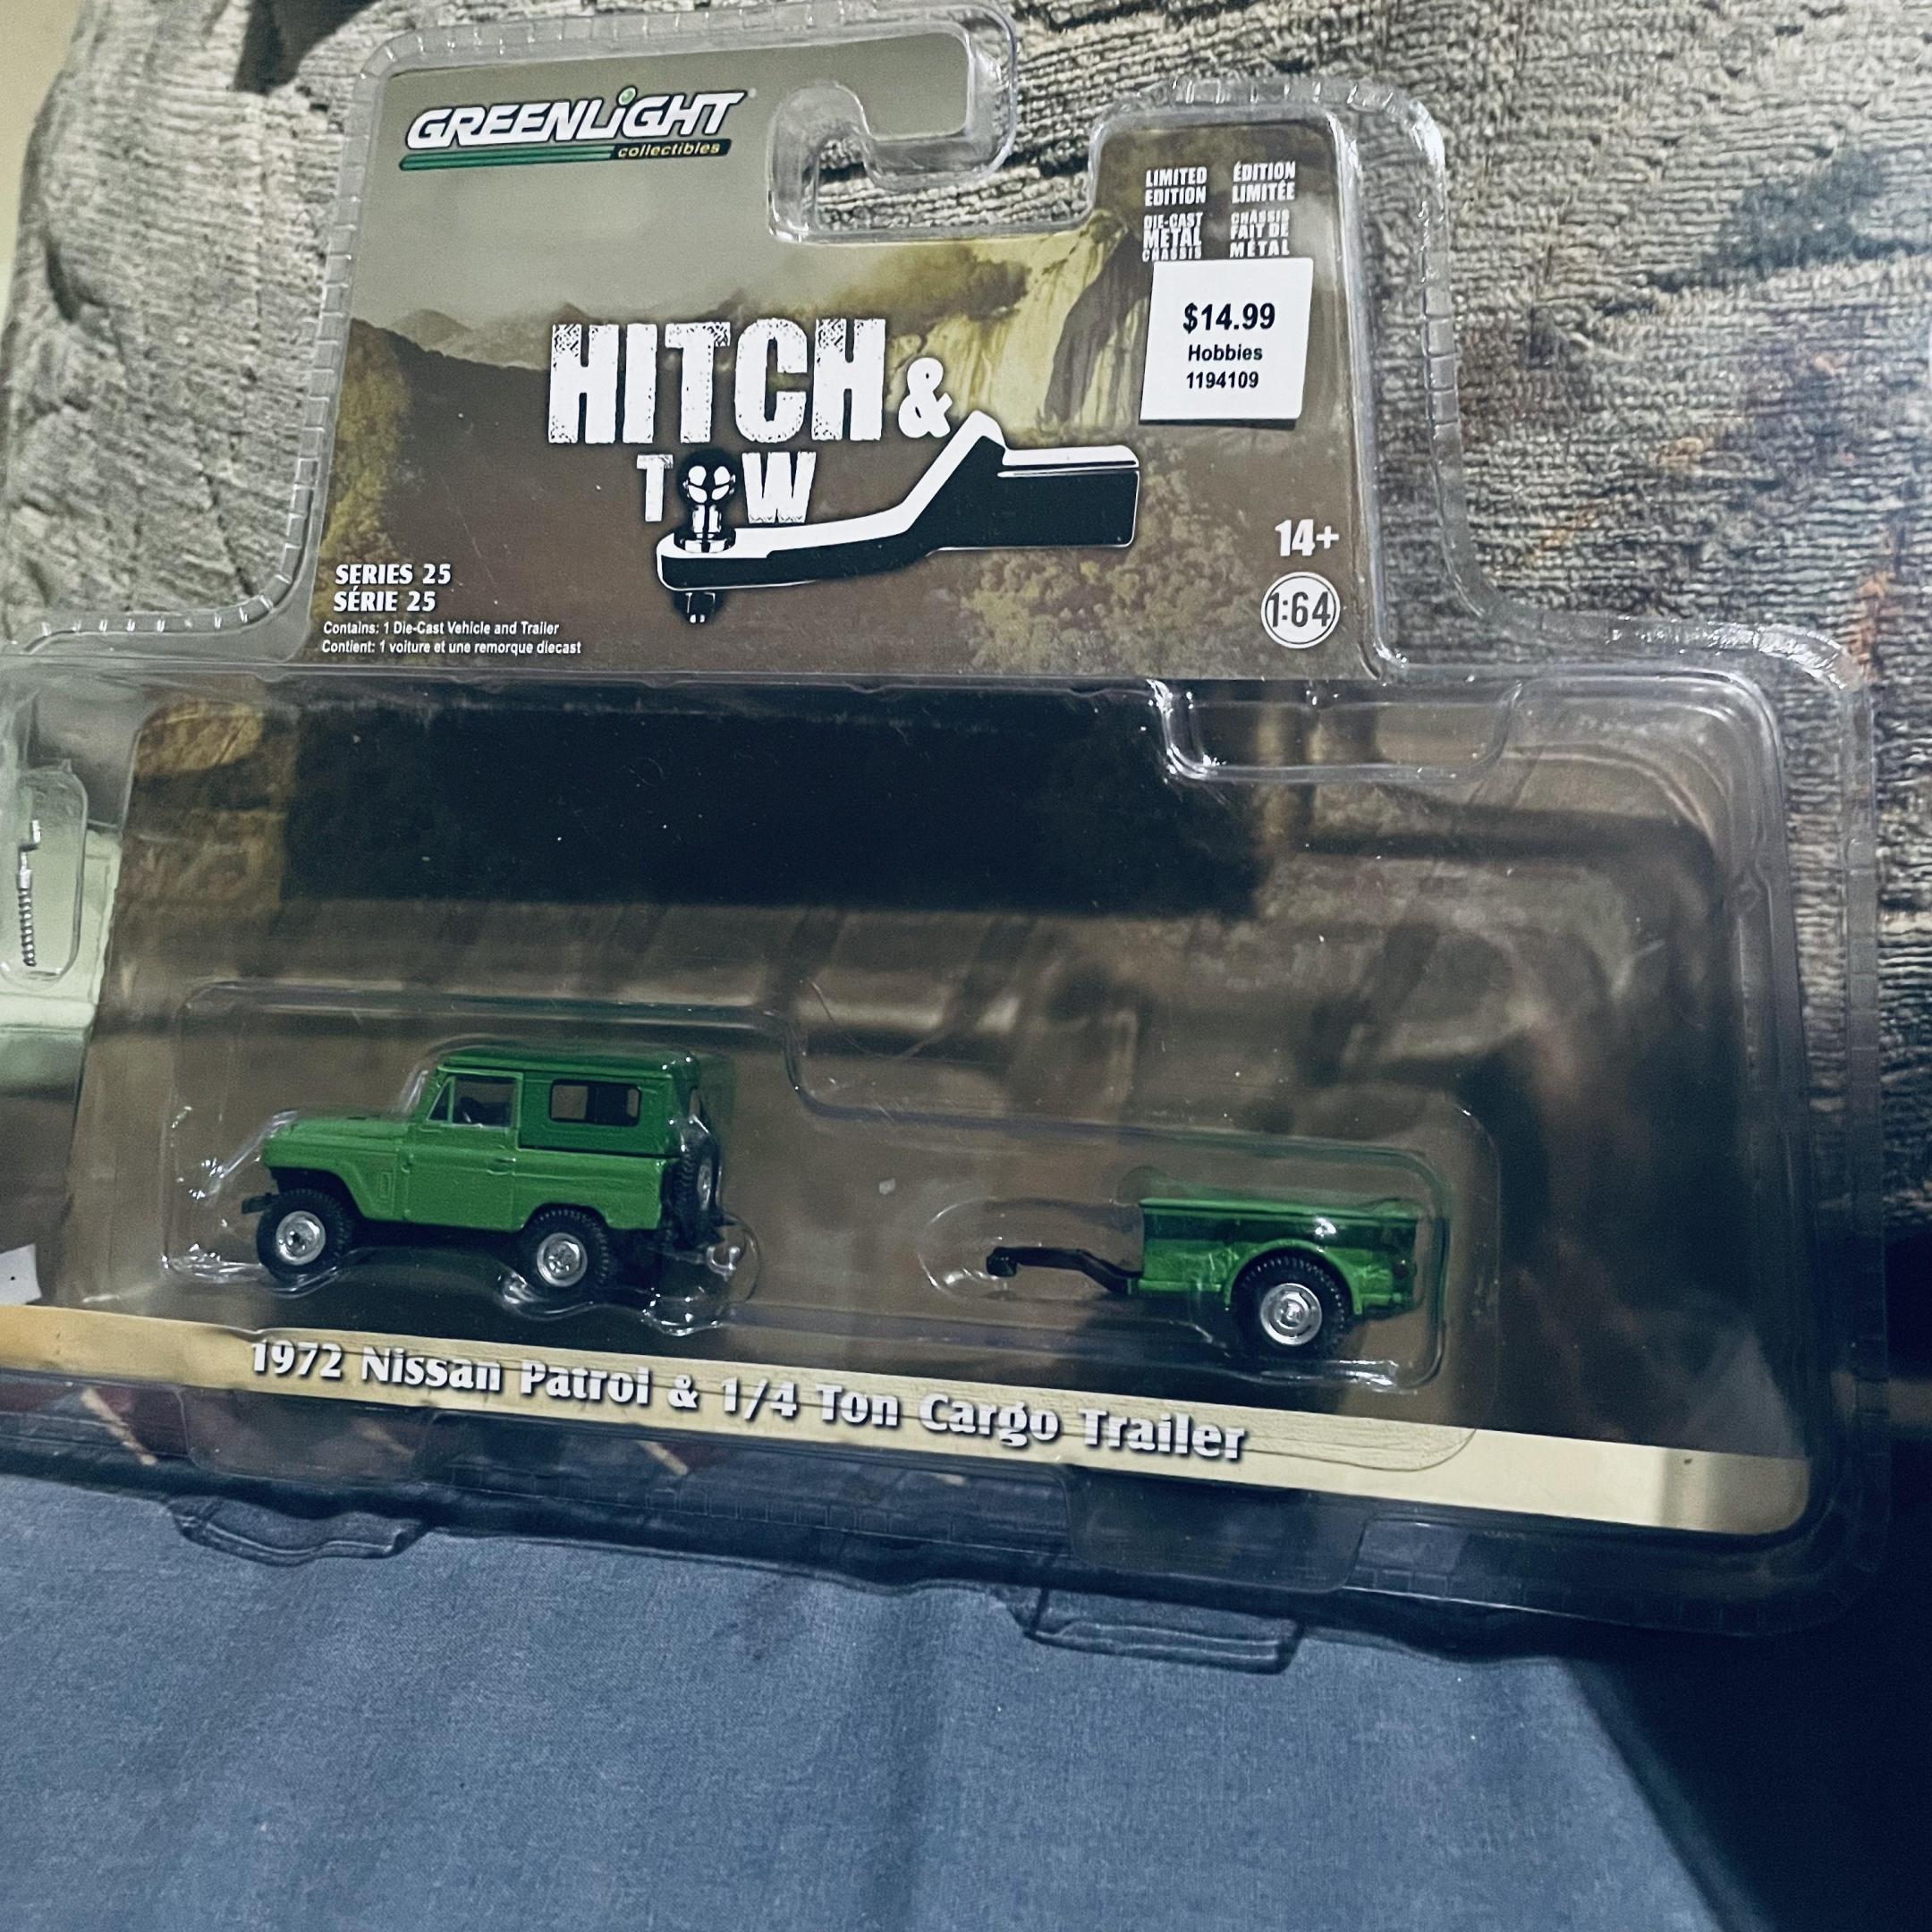 GREENLiGHT
collectibles
LIMITED EDITION
ÉDITION LIMITÉE
DIE-CAST METAL CHASSIS
CHÂSSIS FAIT DE MÉTAL
$14.99
Hobbies
1194109
HITCH &
TOW
14+
1:64
SERIES 25
SÉRIE 25
Contains: 1 Die-Cast Vehicle and Trailer
Contient: 1 voiture et une remorque diecast
1972 Nissan Patrol & 1/4 Ton Cargo Trailer